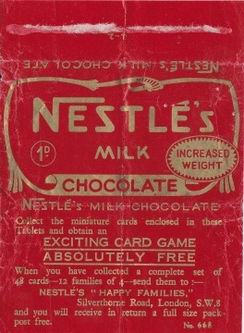 NESTLÉ'S MILK CHOCOLATE
NESTLÉ'S
1D
MILK
INCREASED
WEIGHT
CHOCOLATE
NESTLÉ'S MILK CHOCOLATE
Collect the miniature cards enclosed in these
Tablets and obtain an
EXCITING CARD GAME
ABSOLUTELY FREE
When you have collected a complete set of
48 cards—12 families of 4—send them to :—
NESTLÉ'S "HAPPY FAMILIES,"
Silverthorne Road, London, S.W.8
and you will receive in return a full size pack
post free.
No. 668